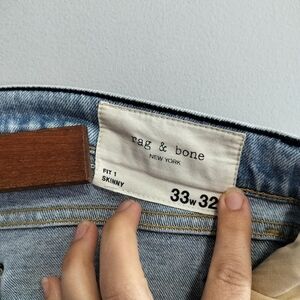 rag & bone
NEW YORK
FIT 1
SKINNY
33W 32